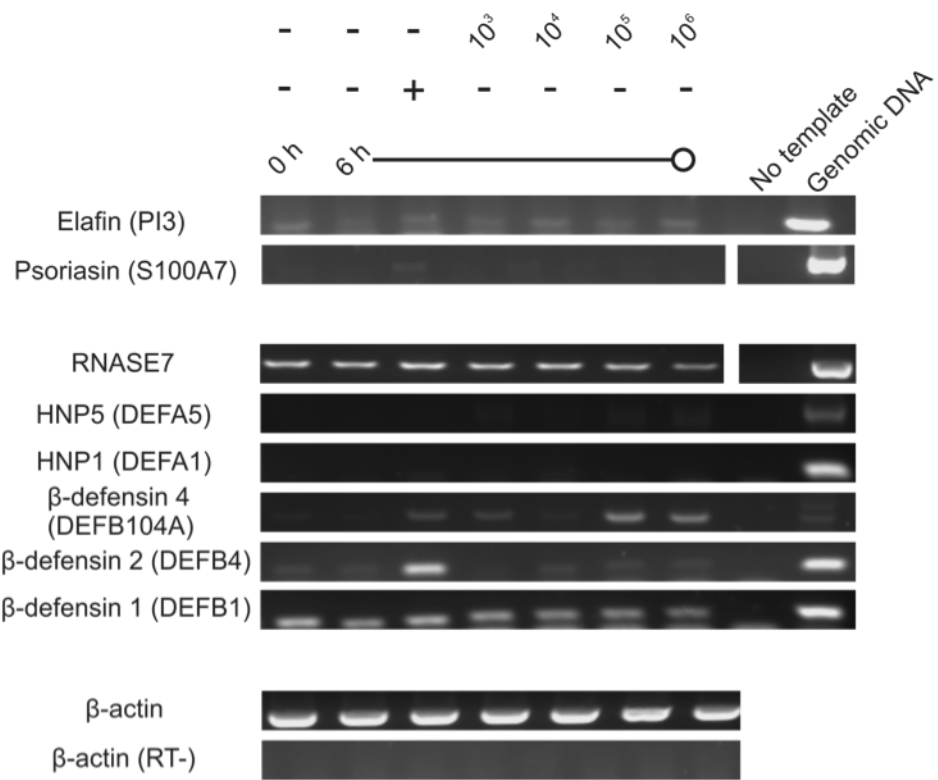 - - - 10³ 10⁴ 10⁵ 10⁶
- - + - - - -
0 h 6 h No template Genomic DNA
Elafin (PI3)
Psoriasin (S100A7)
RNASE7
HNP5 (DEFA5)
HNP1 (DEFA1)
β-defensin 4
(DEFB104A)
β-defensin 2 (DEFB4)
β-defensin 1 (DEFB1)
β-actin
β-actin (RT-)